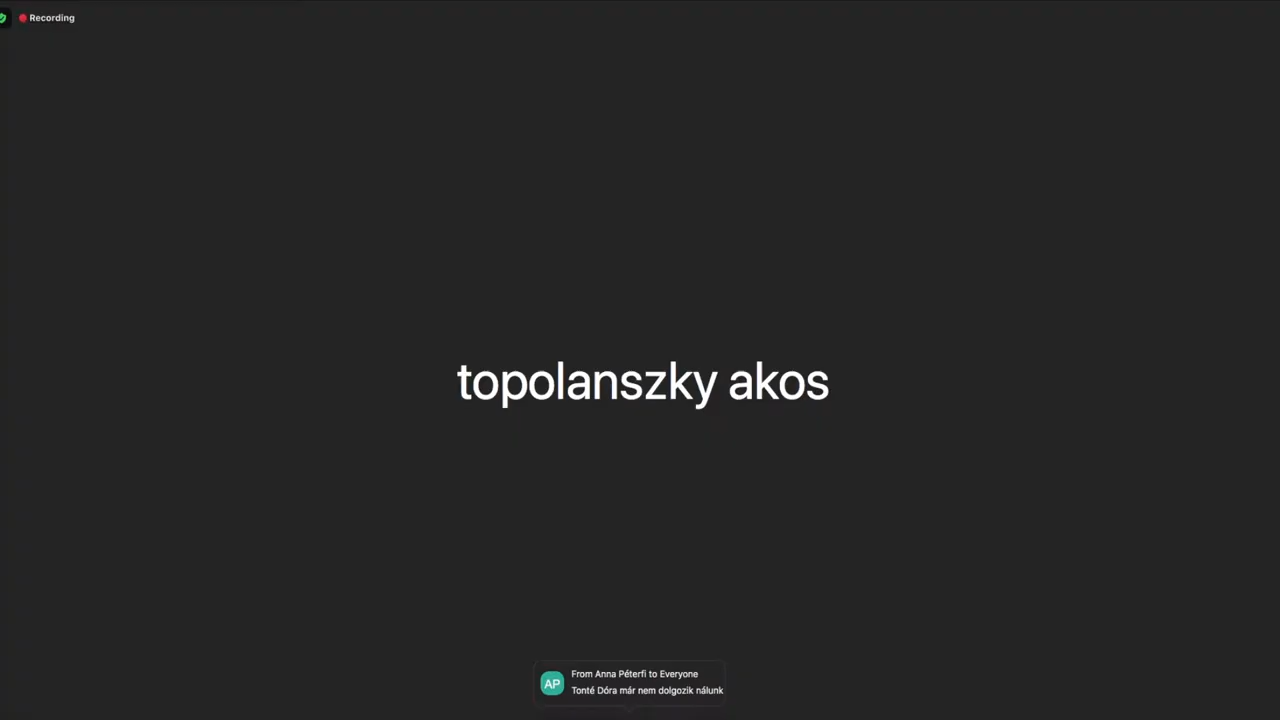 Recording
topolanszky akos
AP
From Anna Péterfi to Everyone
Tonté Dóra már nem dolgozik nálunk